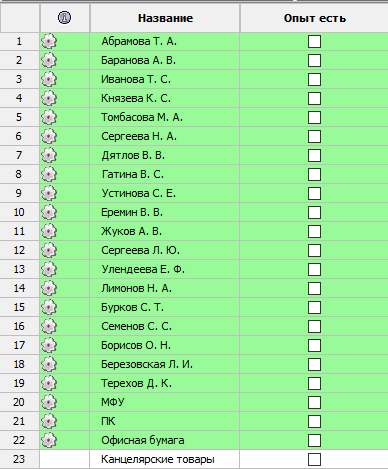 Название Опыт есть
1 Абрамова Т. А.
2 Баранова А. В.
3 Иванова Т. С.
4 Князева К. С.
5 Томбасова М. А.
6 Сергеева Н. А.
7 Дятлов В. В.
8 Гатина В. С.
9 Устинова С. Е.
10 Еремин В. В.
11 Жуков А. В.
12 Сергеева Л. Ю.
13 Улендеева Е. Ф.
14 Лимонов Н. А.
15 Бурков С. Т.
16 Семенов С. С.
17 Борисов О. Н.
18 Березовская Л. И.
19 Терехов Д. К.
20 МФУ
21 ПК
22 Офисная бумага
23 Канцелярские товары